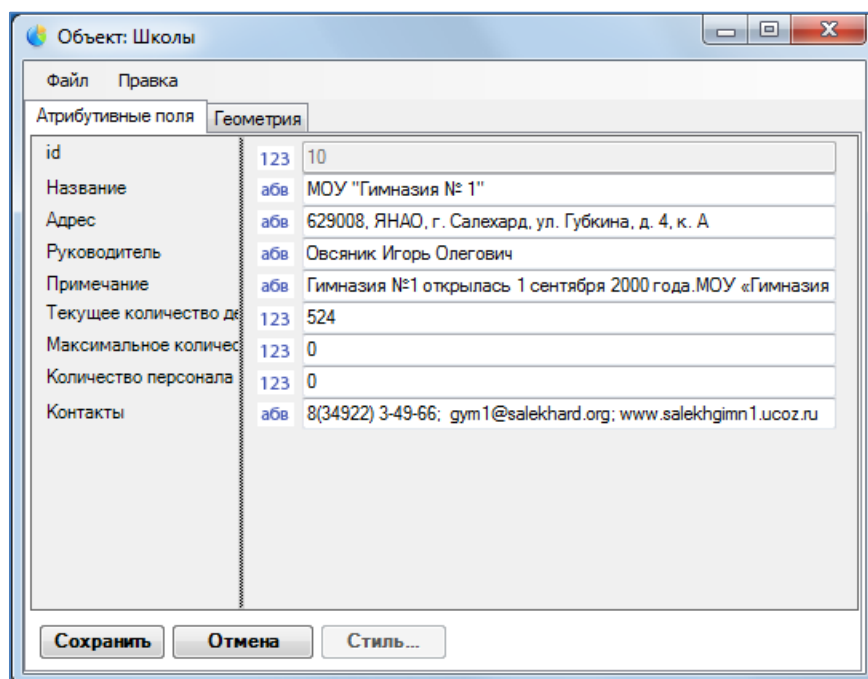 Объект: Школы
Файл Правка
Атрибутивные поля Геометрия
id 123 10
Название абв МОУ "Гимназия № 1"
Адрес абв 629008, ЯНАО, г. Салехард, ул. Губкина, д. 4, к. А
Руководитель абв Овсяник Игорь Олегович
Примечание абв Гимназия №1 открылась 1 сентября 2000 года.МОУ «Гимназия
Текущее количество де 123 524
Максимальное количес 123 0
Количество персонала 123 0
Контакты абв 8(34922) 3-49-66; gym1@salekhard.org; www.salekhgimn1.ucoz.ru
Сохранить Отмена Стиль...